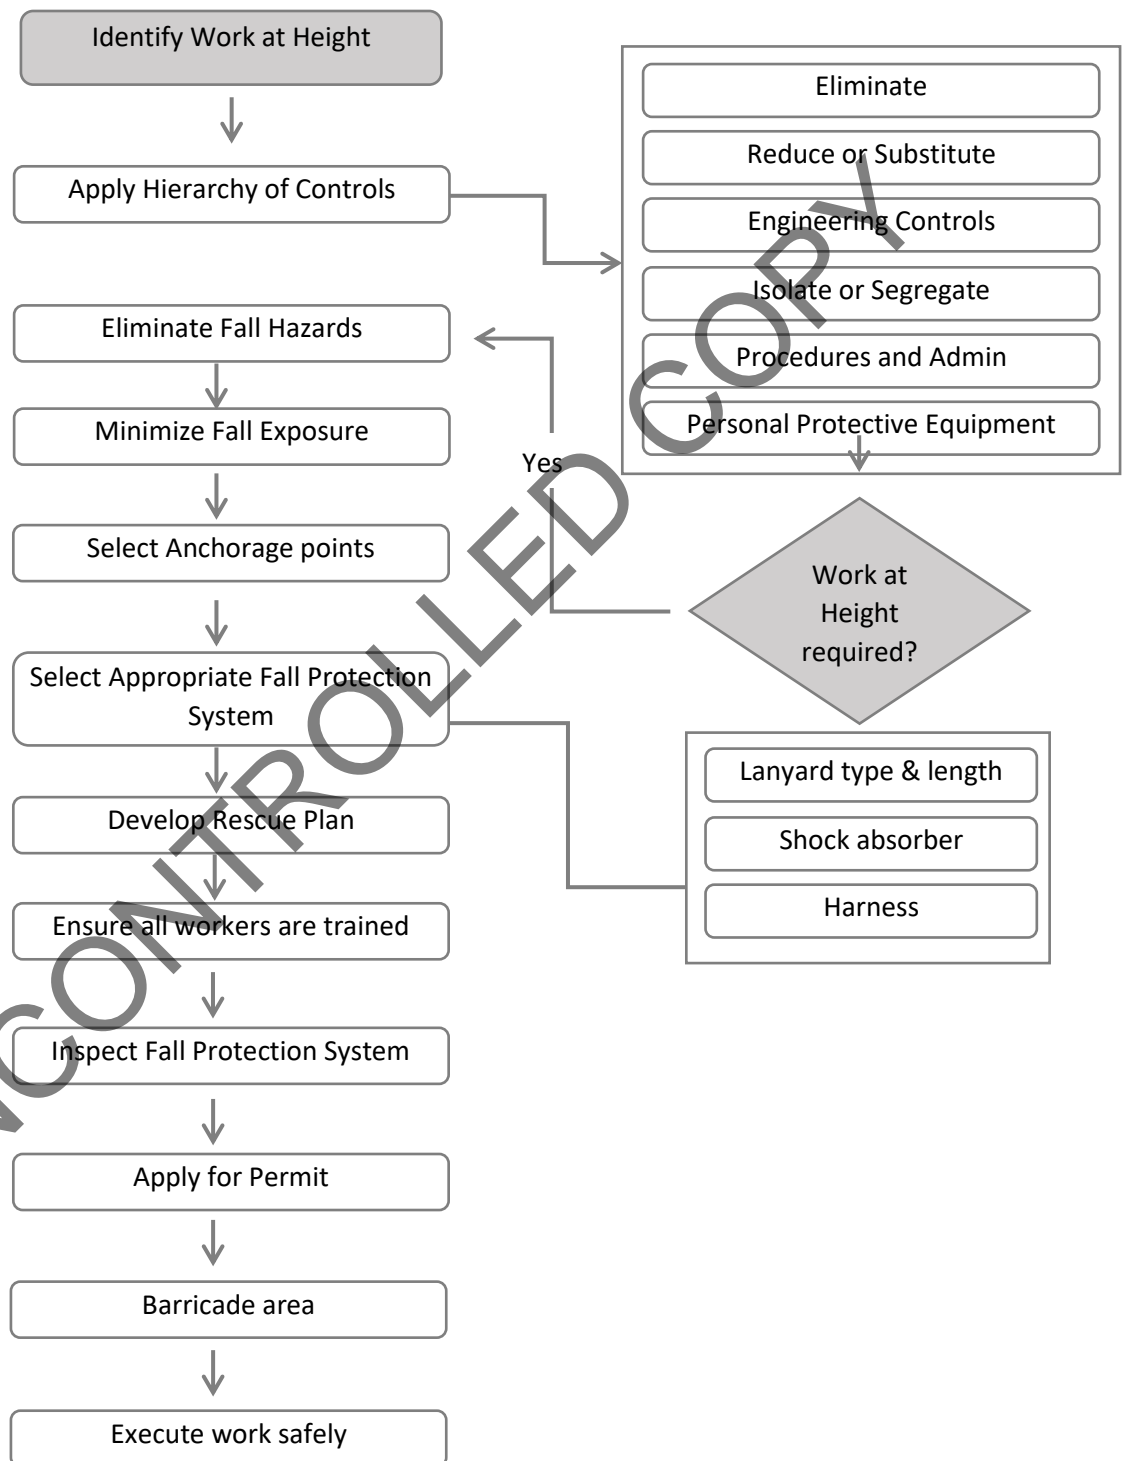 Identify Work at Height
Apply Hierarchy of Controls
Eliminate
Reduce or Substitute
Engineering Controls
Isolate or Segregate
Procedures and Admin
Personal Protective Equipment
Work at
Height
required?
Yes
Eliminate Fall Hazards
Minimize Fall Exposure
Select Anchorage points
Select Appropriate Fall Protection
System
Lanyard type & length
Shock absorber
Harness
Develop Rescue Plan
Ensure all workers are trained
Inspect Fall Protection System
Apply for Permit
Barricade area
Execute work safely
NCONTROLLED COPY